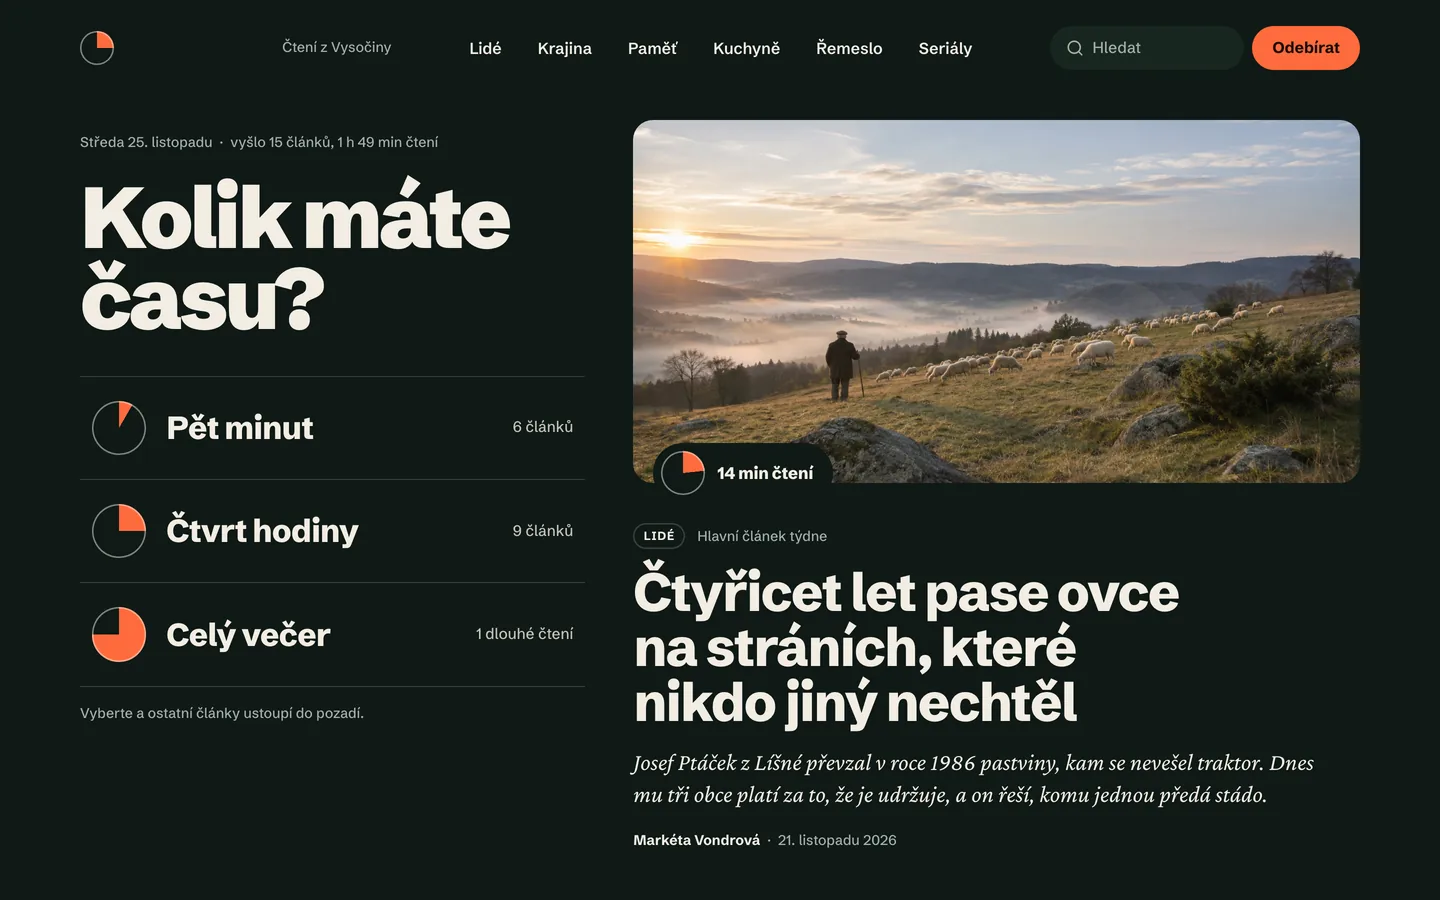 Čtení z Vysočiny
Lidé
Krajina
Paměť
Kuchyně
Řemeslo
Seriály
Hledat
Odebírat
Středa 25. listopadu · vyšlo 15 článků, 1 h 49 min čtení
Kolik máte
času?
Pět minut
6 článků
Čtvrt hodiny
9 článků
Celý večer
1 dlouhé čtení
Vyberte a ostatní články ustoupí do pozadí.
14 min čtení
LIDÉ
Hlavní článek týdne
Čtyřicet let pase ovce
na stráních, které
nikdo jiný nechtěl
Josef Ptáček z Líšné převzal v roce 1986 pastviny, kam se nevešel traktor. Dnes
mu tři obce platí za to, že je udržuje, a on řeší, komu jednou předá stádo.
Markéta Vondrová · 21. listopadu 2026